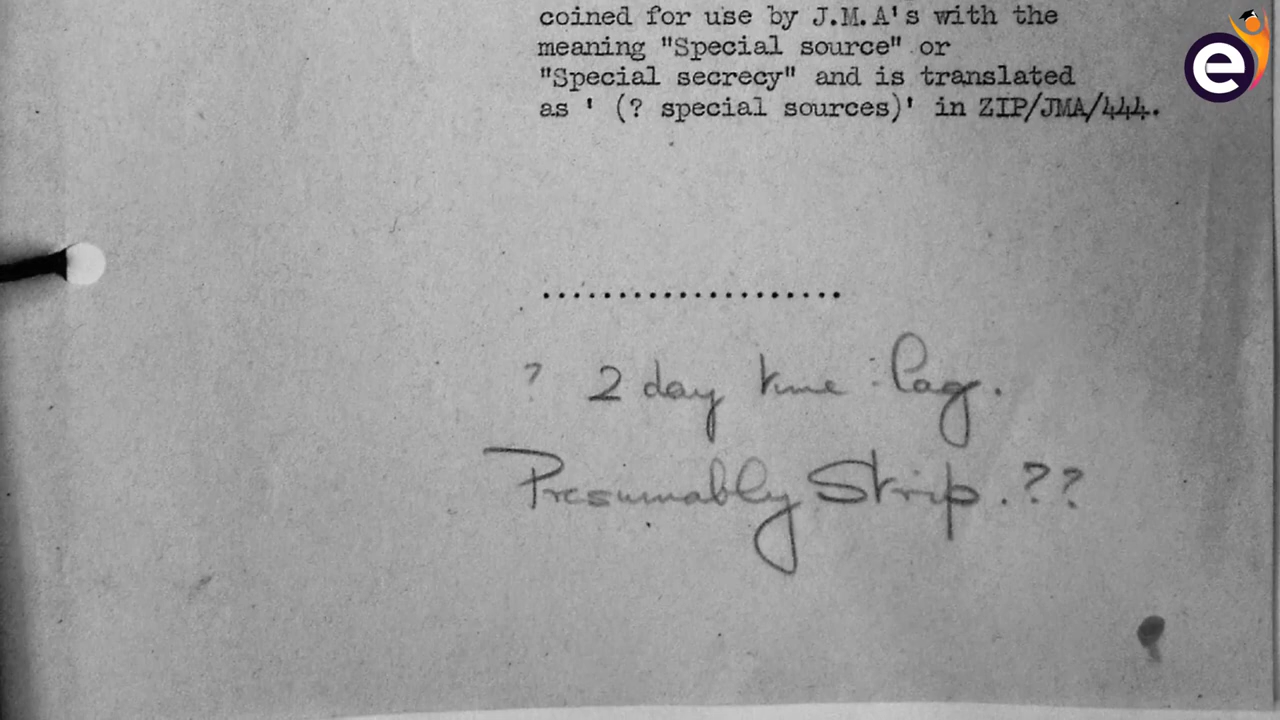 coined for use by J.M.A's with the
meaning "Special source" or
"Special secrecy" and is translated
as ' (? special sources)' in ZIP/JMA/444.
....................
? 2 day time lag.
Presumably Strip.??
e